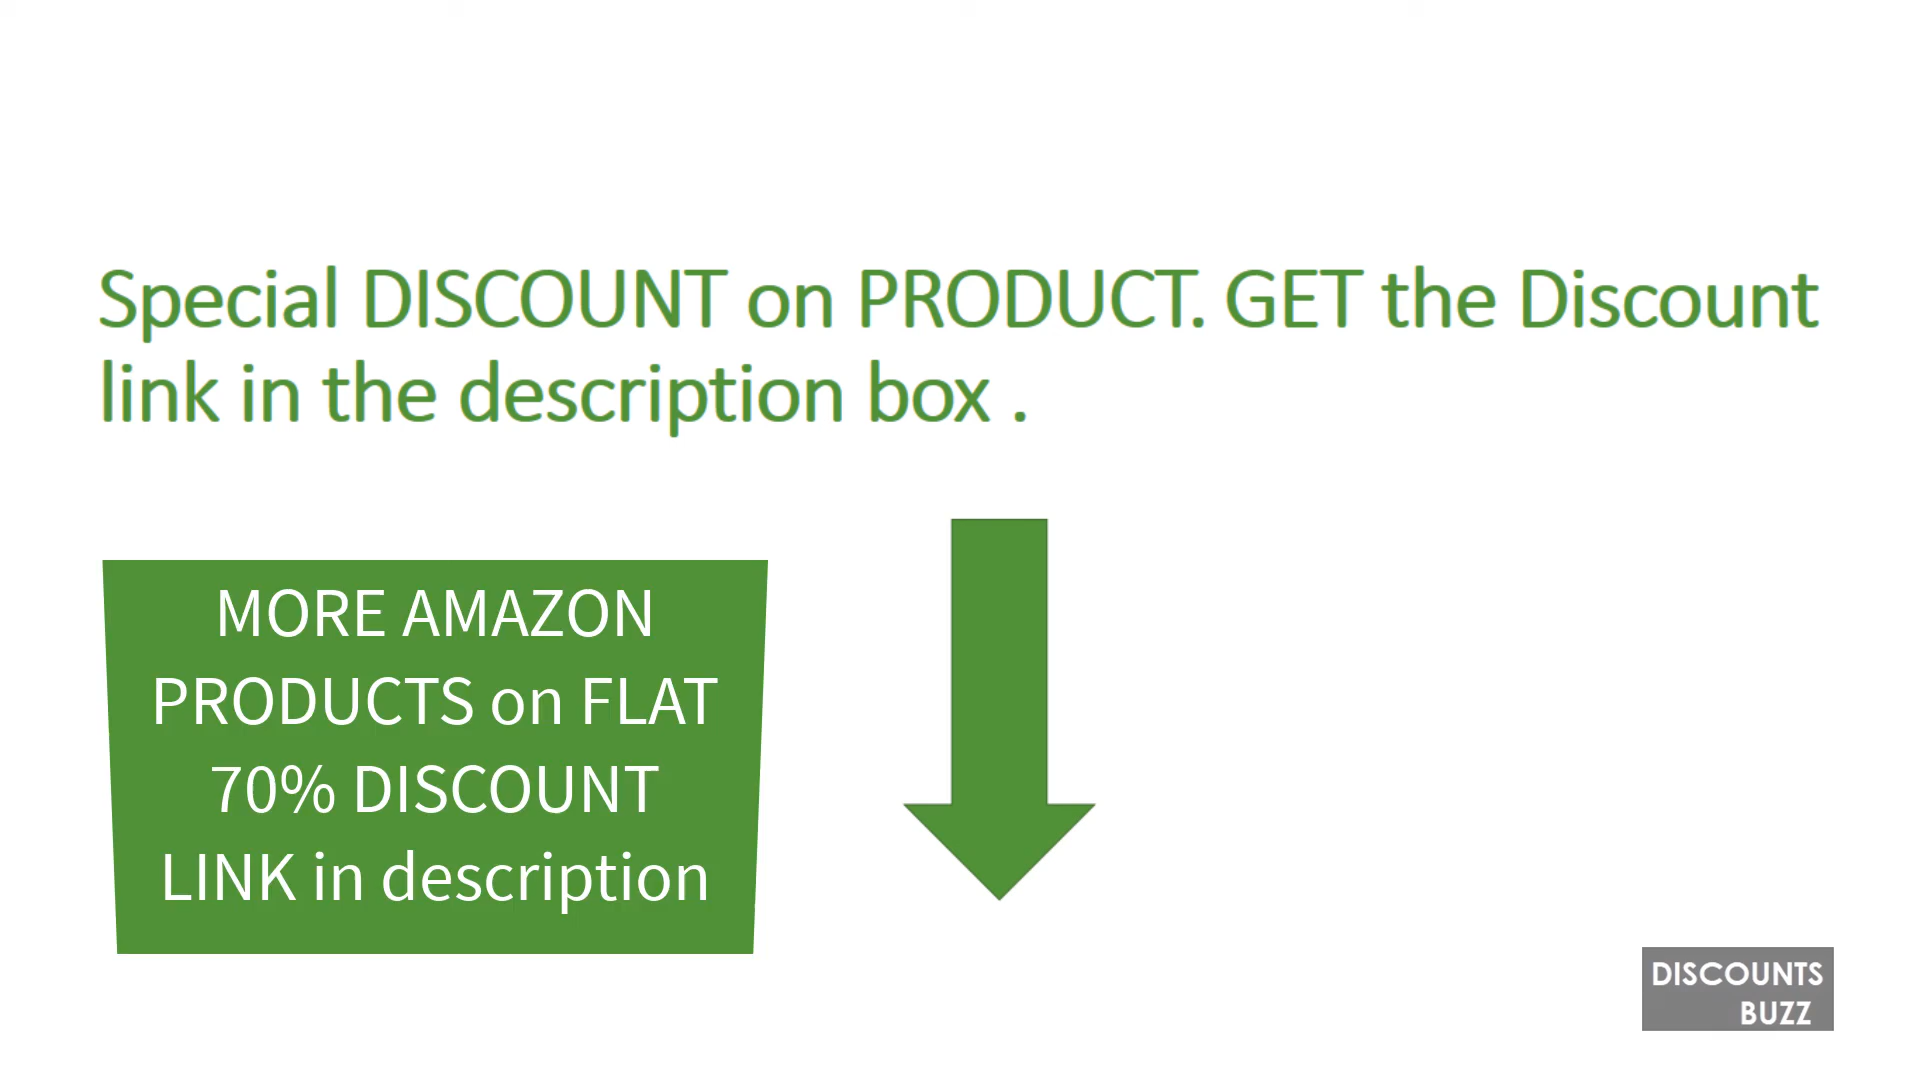 Special DISCOUNT on PRODUCT. GET the Discount
link in the description box .
MORE AMAZON
PRODUCTS on FLAT
70% DISCOUNT
LINK in description
DISCOUNTS
BUZZ